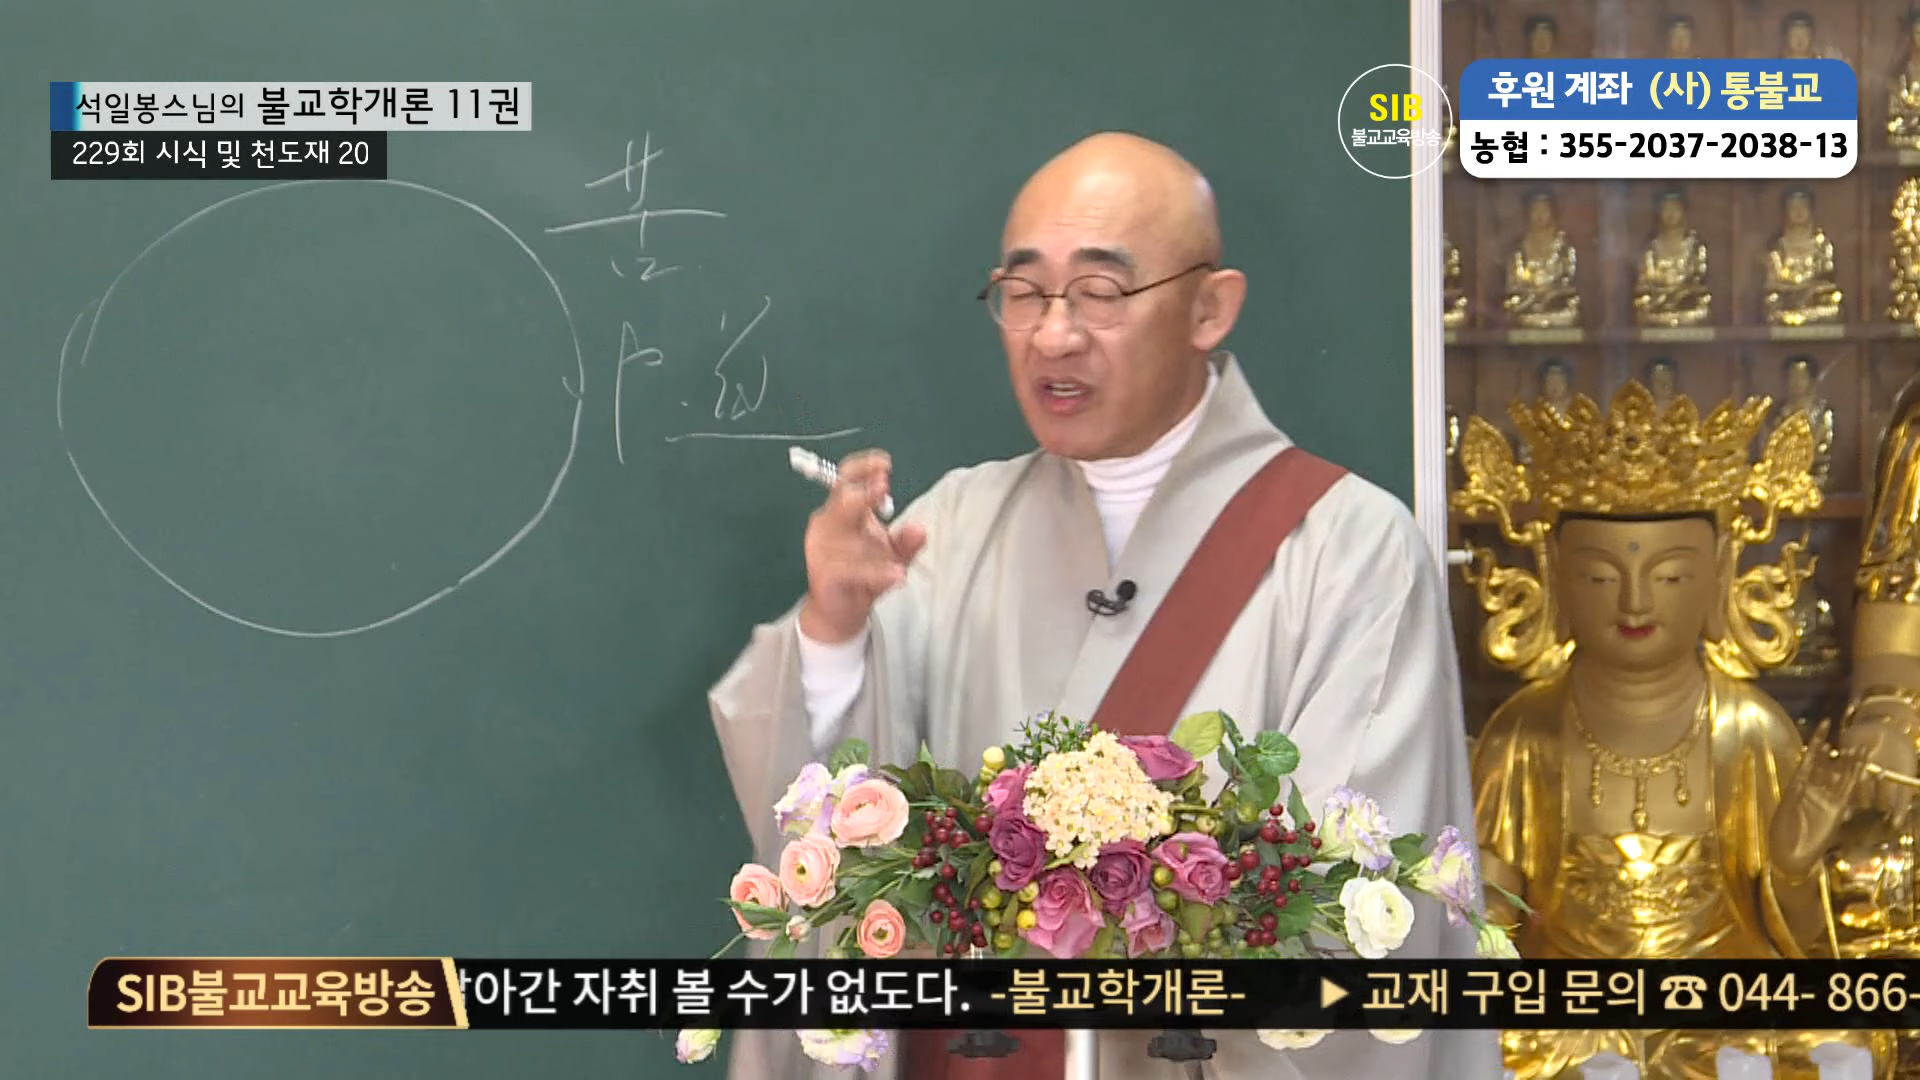 석일봉스님의 불교학개론 11권
229회 시식 및 천도재 20
SIB
불교교육방송
후원 계좌 (사) 통불교
농협 : 355-2037-2038-13
苦
SIB불교교육방송
아간 자취 볼 수가 없도다. -불교학개론- ▶ 교재 구입 문의 ☎ 044- 866-